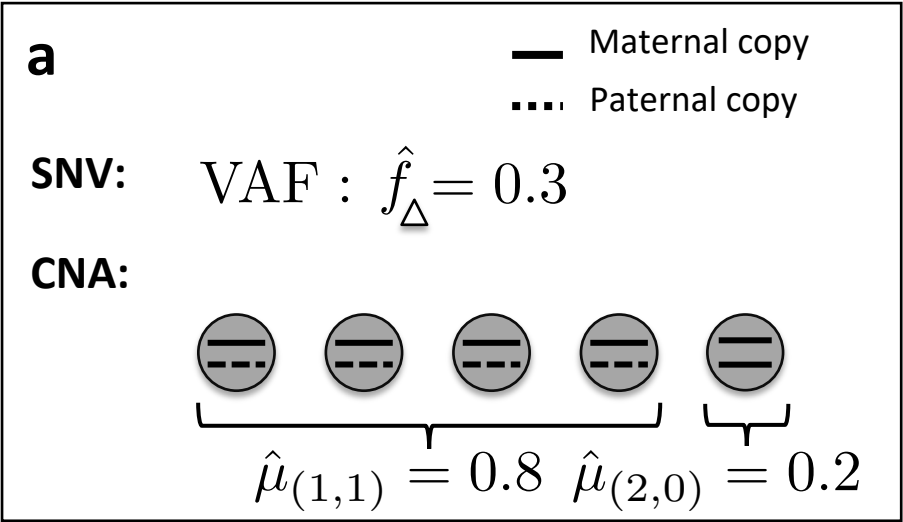 a
Maternal copy
Paternal copy
SNV: VAF : f̂△ = 0.3
CNA:
μ̂(1,1) = 0.8 μ̂(2,0) = 0.2